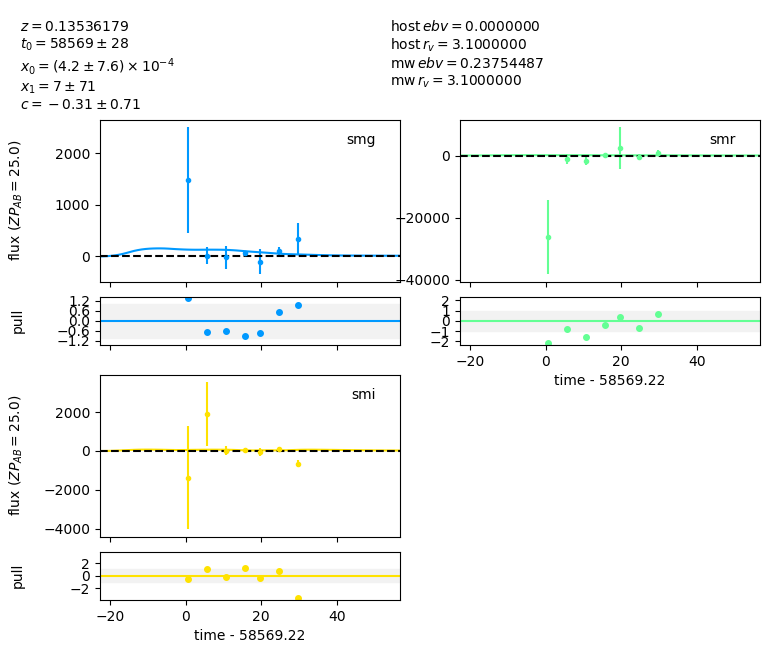 z = 0.13536179
t₀ = 58569 ± 28
x₀ = (4.2 ± 7.6) × 10⁻⁴
x₁ = 7 ± 71
c = −0.31 ± 0.71
host ebv = 0.0000000
host r_v = 3.1000000
mw ebv = 0.23754487
mw r_v = 3.1000000
smg
flux (ZP_AB = 25.0)
2000
1000
0
smr
0
−20000
−40000
pull
1.2
0.6
0.0
−0.6
−1.2
2
1
0
−1
−2
−20 0 20 40
time - 58569.22
smi
flux (ZP_AB = 25.0)
2000
0
−2000
−4000
pull
2
0
−2
−20 0 20 40
time - 58569.22